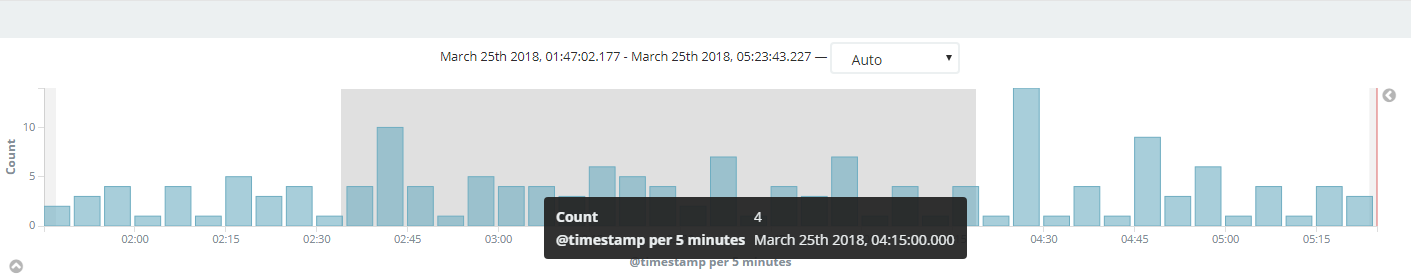 March 25th 2018, 01:47:02.177 - March 25th 2018, 05:23:43.227 — Auto
10
5
0
Count
02:00 02:15 02:30 02:45 03:00 04:30 04:45 05:00 05:15
Count 4
@timestamp per 5 minutes March 25th 2018, 04:15:00.000
@timestamp per 5 minutes